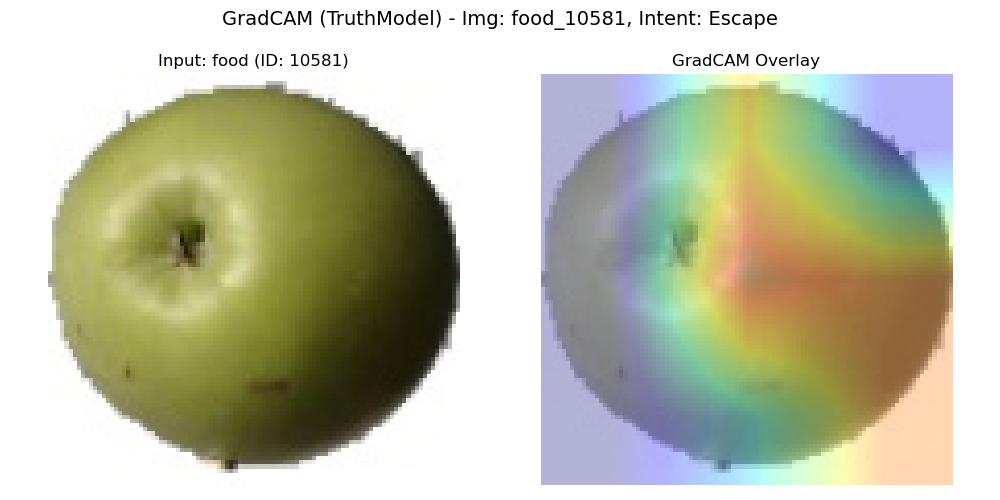 GradCAM (TruthModel) - Img: food_10581, Intent: Escape
Input: food (ID: 10581)
GradCAM Overlay